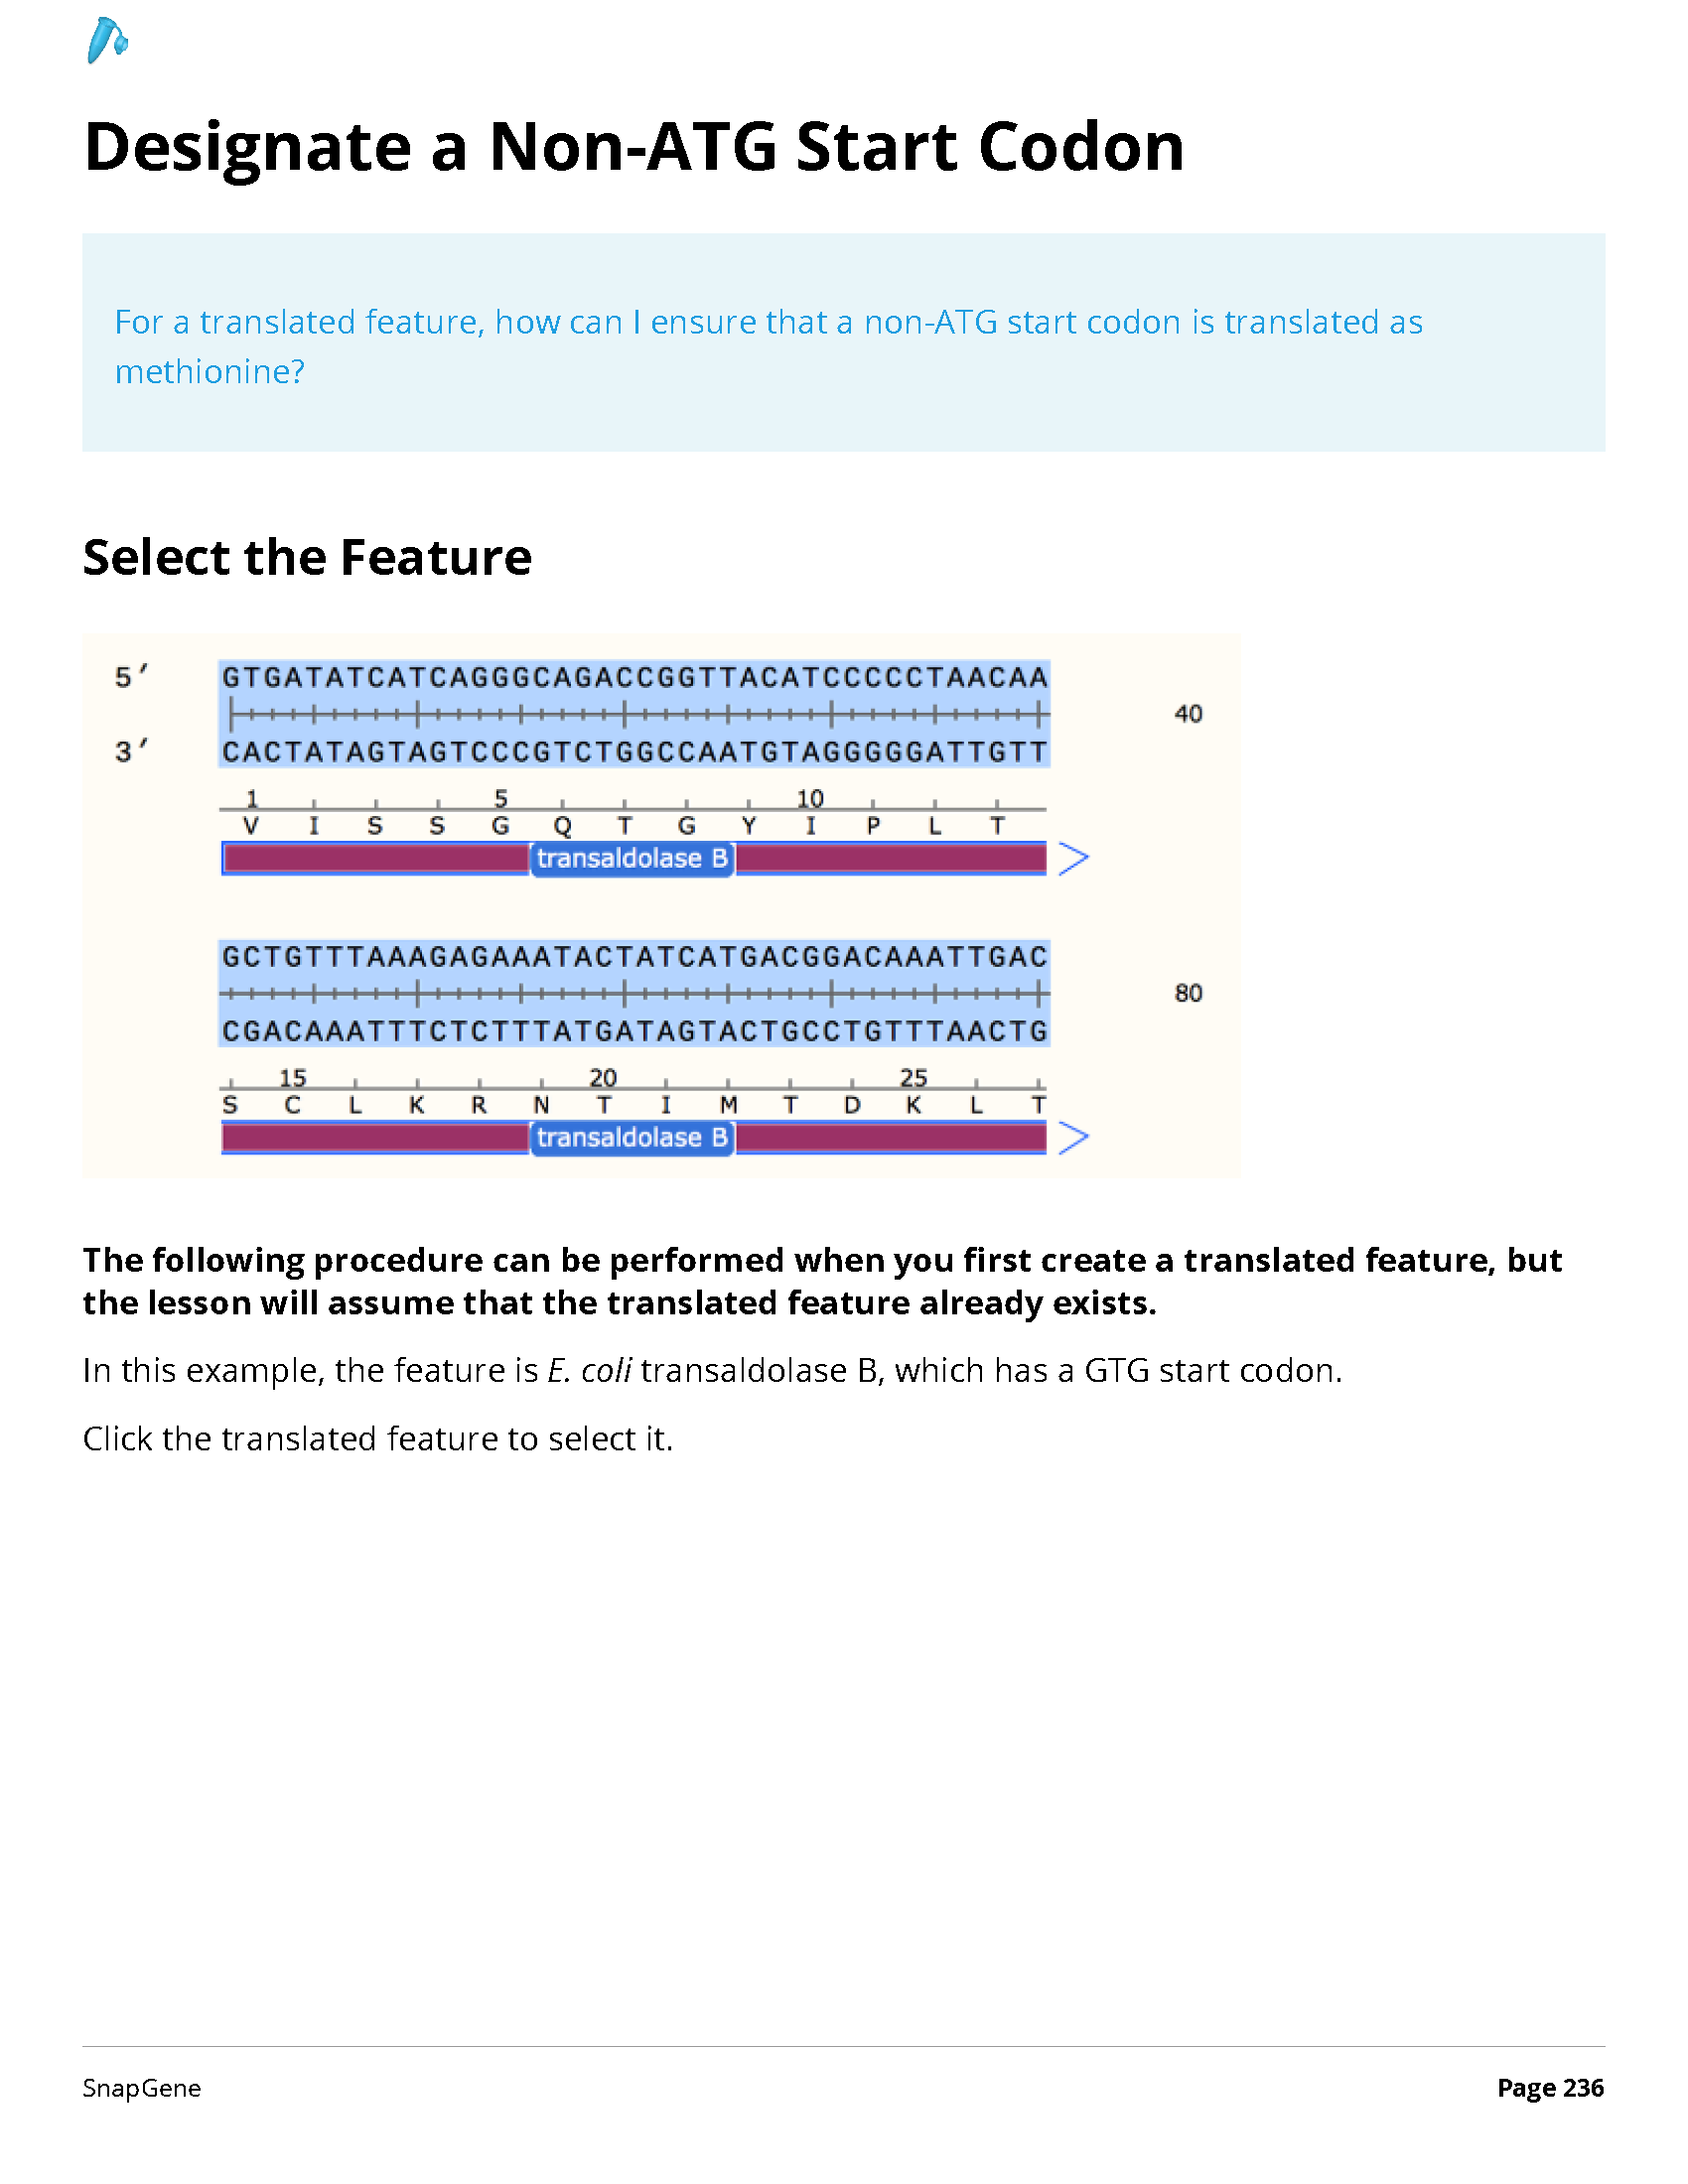 Designate a Non-ATG Start Codon
For a translated feature, how can I ensure that a non-ATG start codon is translated as
methionine?
Select the Feature
5′ GTGATATCATCAGGGCAGACCGGTTACATCCCCCTAACAA
40
3′ CACTATAGTAGTCCCGTCTGGCCAATGTAGGGGGATTGTT
1 5 10
V I S S G Q T G Y I P L T
transaldolase B
GCTGTTTAAAGAGAAATACTATCATGACGGACAAATTGAC
80
CGACAAATTTCTCTTTATGATAGTACTGCCTGTTTAACTG
15 20 25
S C L K R N T I M T D K L T
transaldolase B
The following procedure can be performed when you first create a translated feature, but
the lesson will assume that the translated feature already exists.
In this example, the feature is E. coli transaldolase B, which has a GTG start codon.
Click the translated feature to select it.
SnapGene Page 236